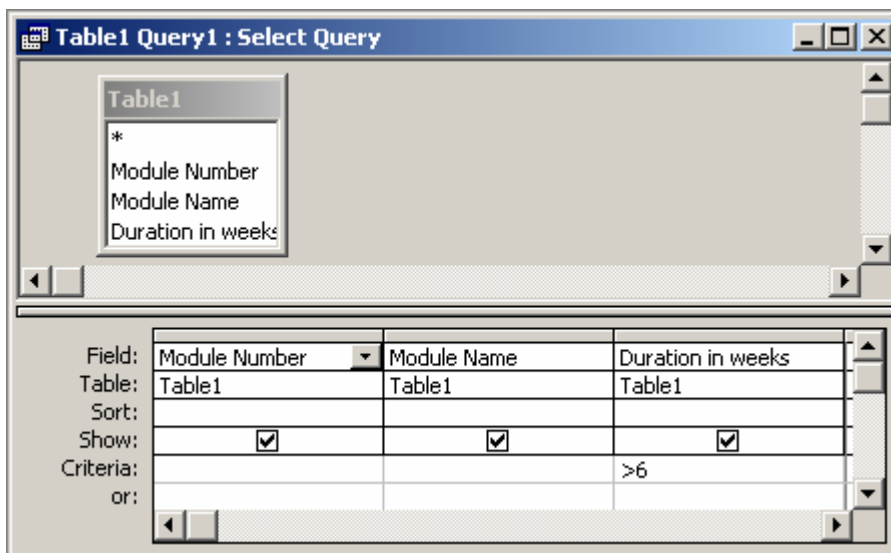 Table1 Query1 : Select Query
Table1
*
Module Number
Module Name
Duration in weeks
Field: Module Number Module Name Duration in weeks
Table: Table1 Table1 Table1
Sort:
Show:
Criteria: >6
or: